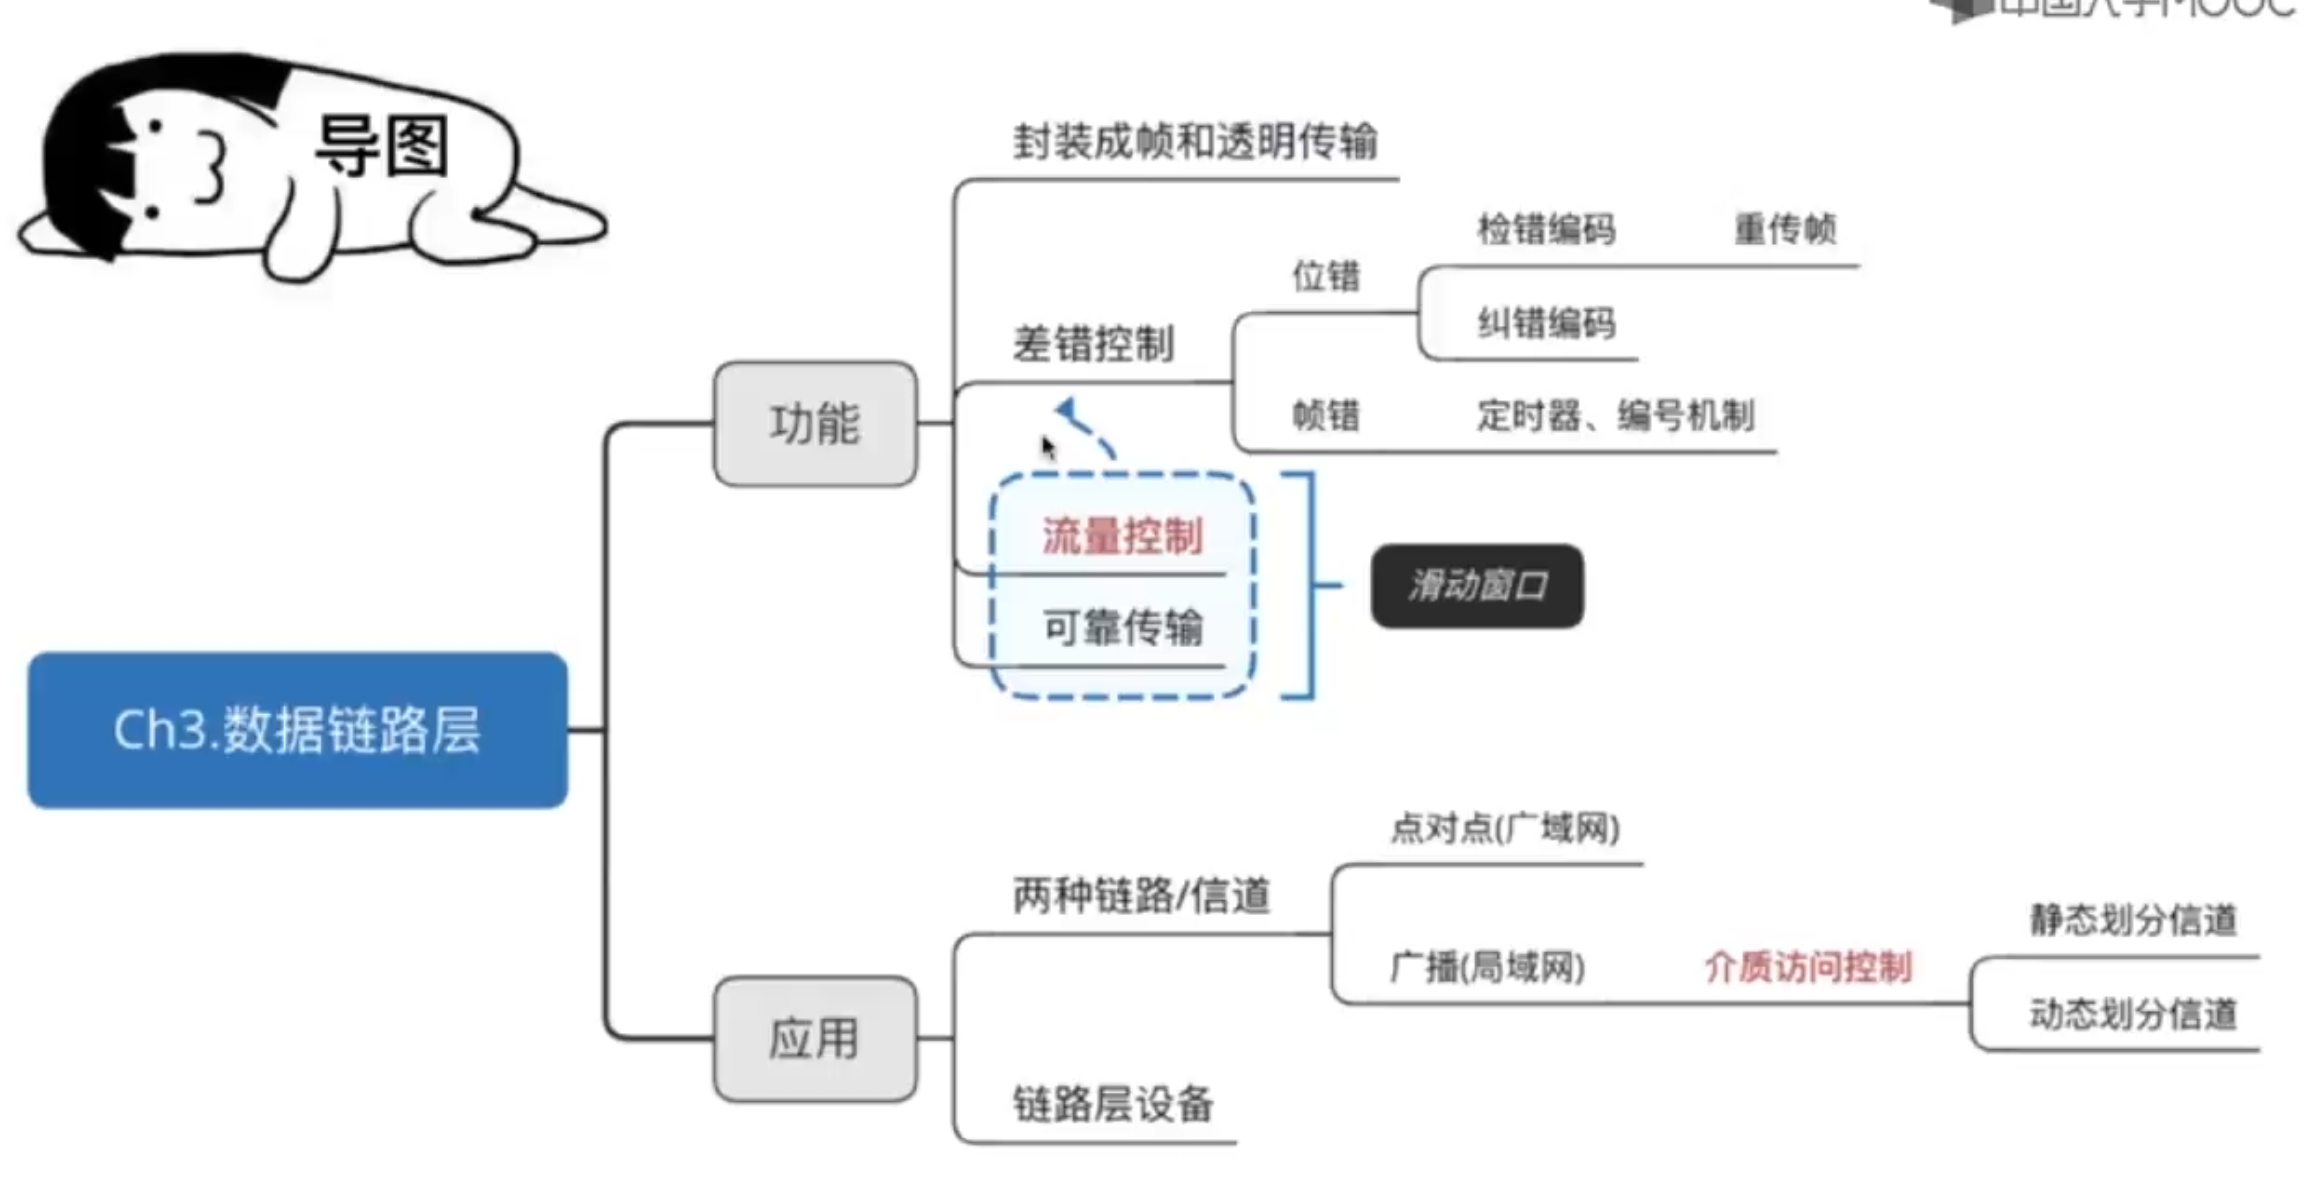 中国大学MOOC
导图
封装成帧和透明传输
检错编码 重传帧
位错
纠错编码
差错控制
帧错 定时器、编号机制
功能
流量控制
滑动窗口
可靠传输
Ch3.数据链路层
点对点(广域网)
两种链路/信道
静态划分信道
广播(局域网) 介质访问控制
动态划分信道
应用
链路层设备